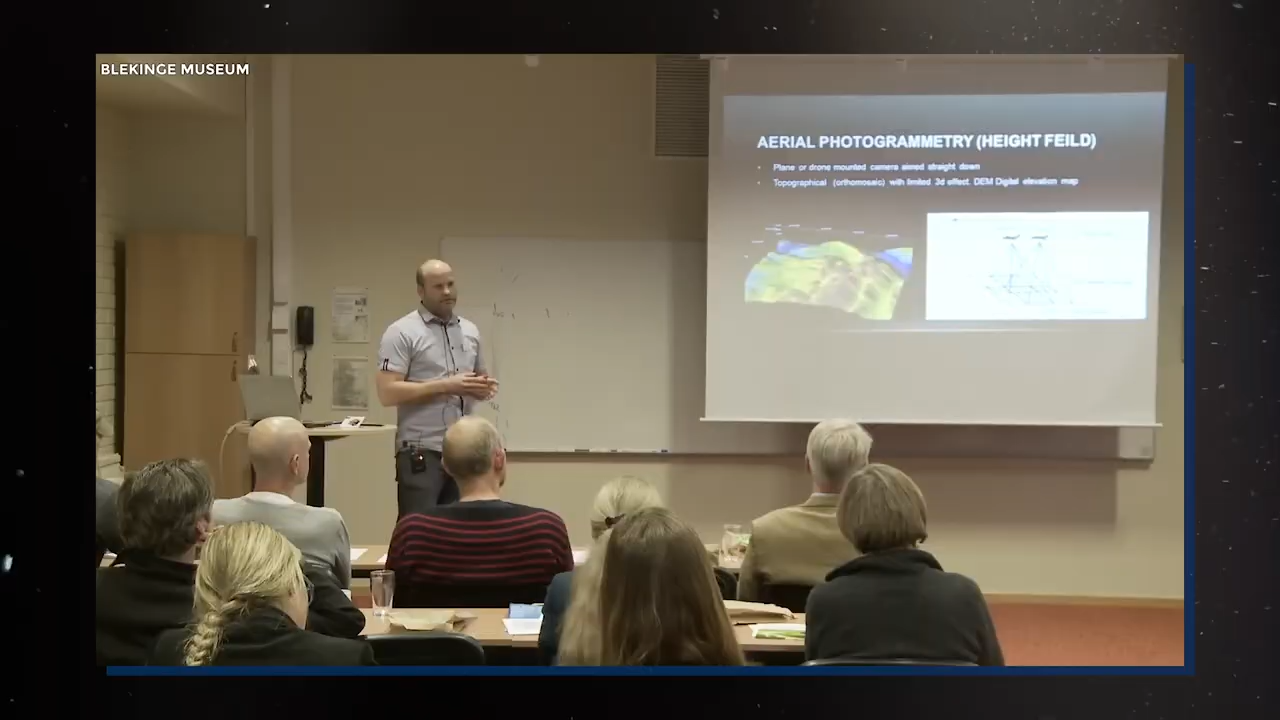 BLEKINGE MUSEUM
AERIAL PHOTOGRAMMETRY (HEIGHT FEILD)
• Plane or drone mounted camera aimed straight down
• Topographical (orthomosaic) with limited 3d effect. DEM Digital elevation map